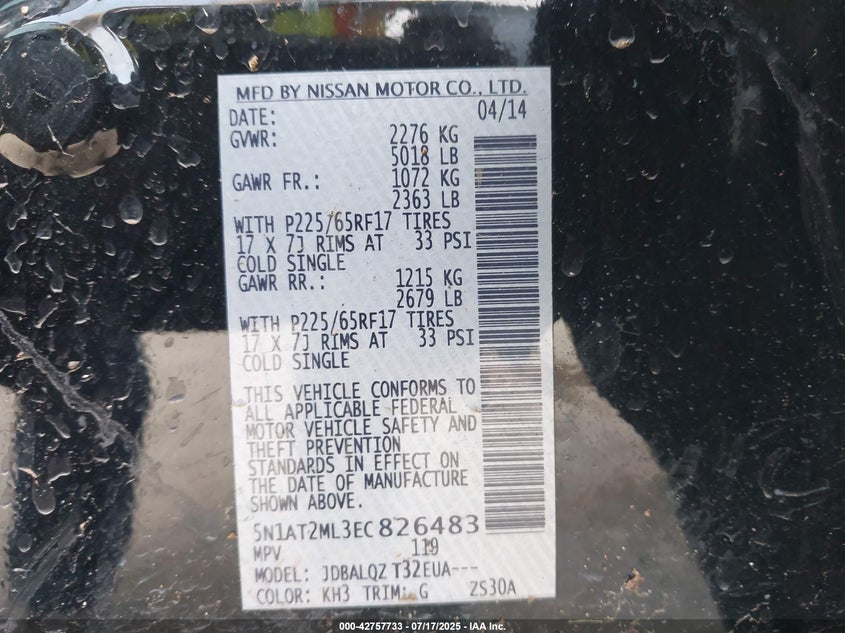 MFD BY NISSAN MOTOR CO., LTD.
DATE: 04/14
GVWR: 2276 KG
5018 LB
GAWR FR.: 1072 KG
2363 LB
WITH P225/65RF17 TIRES
17 X 7J RIMS AT 33 PSI
COLD SINGLE
GAWR RR.: 1215 KG
2679 LB
WITH P225/65RF17 TIRES
17 X 7J RIMS AT 33 PSI
COLD SINGLE
THIS VEHICLE CONFORMS TO
ALL APPLICABLE FEDERAL
MOTOR VEHICLE SAFETY AND
THEFT PREVENTION
STANDARDS IN EFFECT ON
THE DATE OF MANUFACTURE
SHOWN ABOVE.
5N1AT2ML3EC826483
MPV 119
MODEL: JDBALQZ T32EUA---
COLOR: KH3 TRIM: G ZS30A
000-42757733 - 07/17/2025 - IAA Inc.